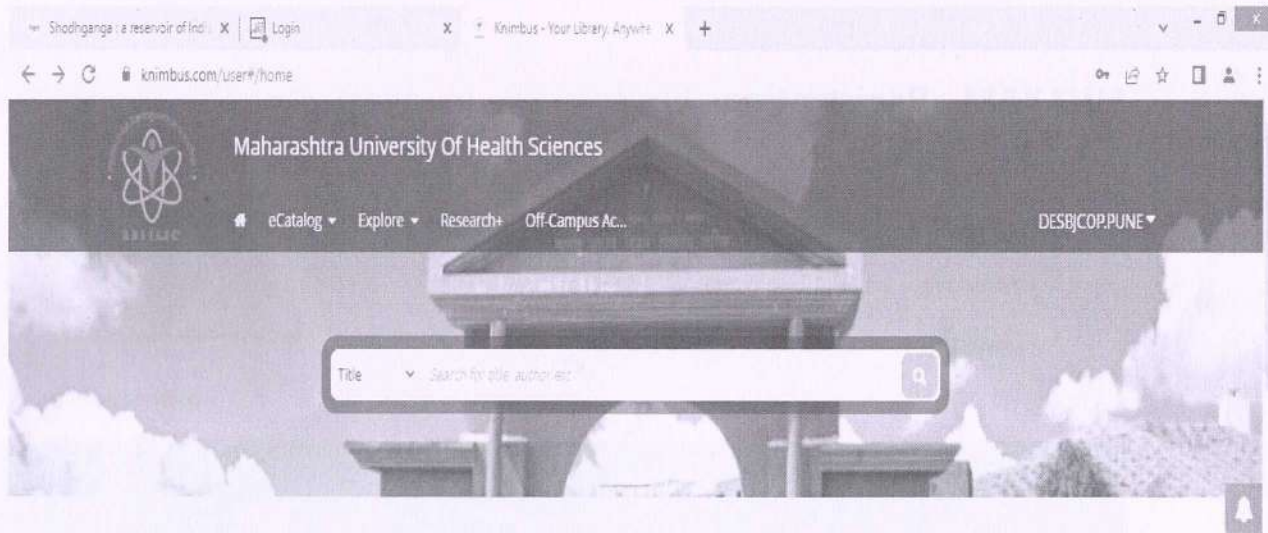 Shodhganga : a reservoir of Indi
Login
Knimbus - Your Library. Anywhe
knimbus.com/user#/home
Maharashtra University Of Health Sciences
eCatalog
Explore
Research+
Off-Campus Ac...
DESBJCOP.PUNE
Title
Search for title, author, etc